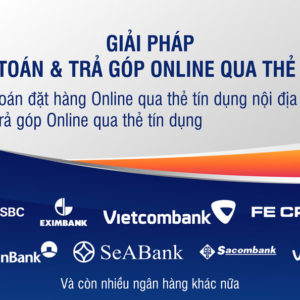 GIẢI PHÁP
TOÁN & TRẢ GÓP ONLINE QUA THẺ
oán đặt hàng Online qua thẻ tín dụng nội địa
rả góp Online qua thẻ tín dụng
SBC EXIMBANK Vietcombank FE CR
inBank SeABank Sacombank V
Và còn nhiều ngân hàng khác nữa